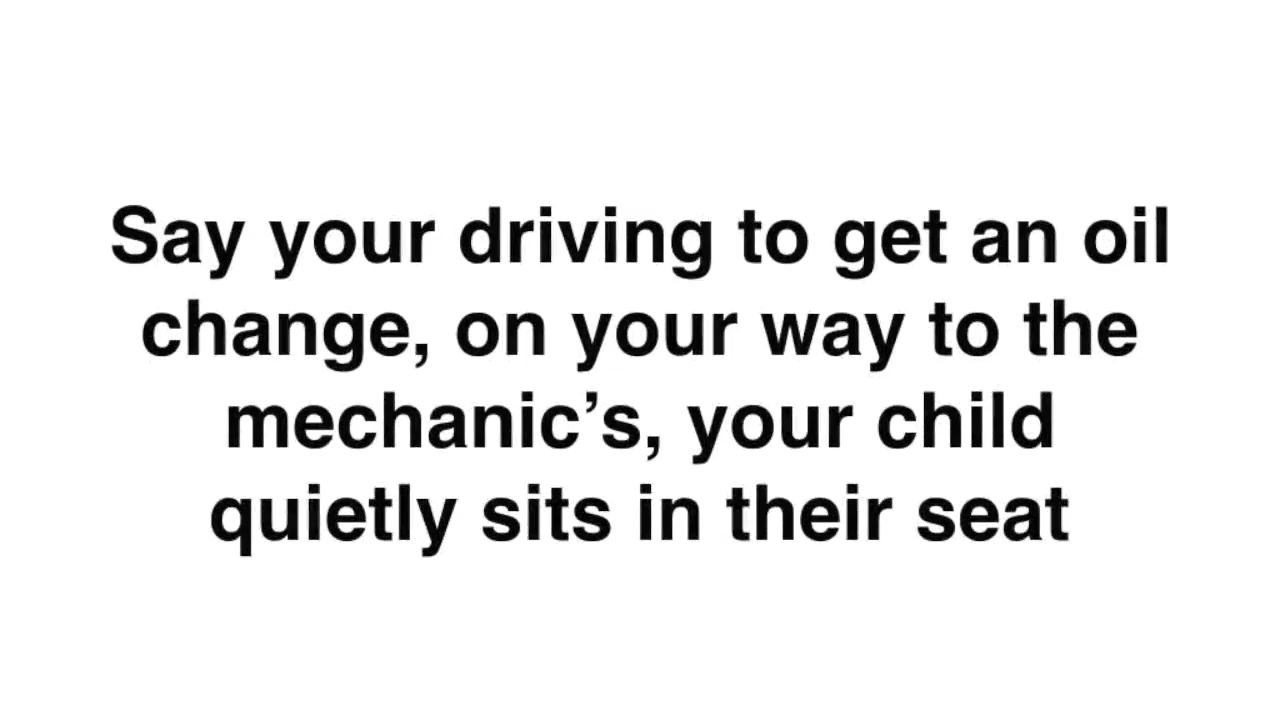 Say your driving to get an oil
change, on your way to the
mechanic’s, your child
quietly sits in their seat